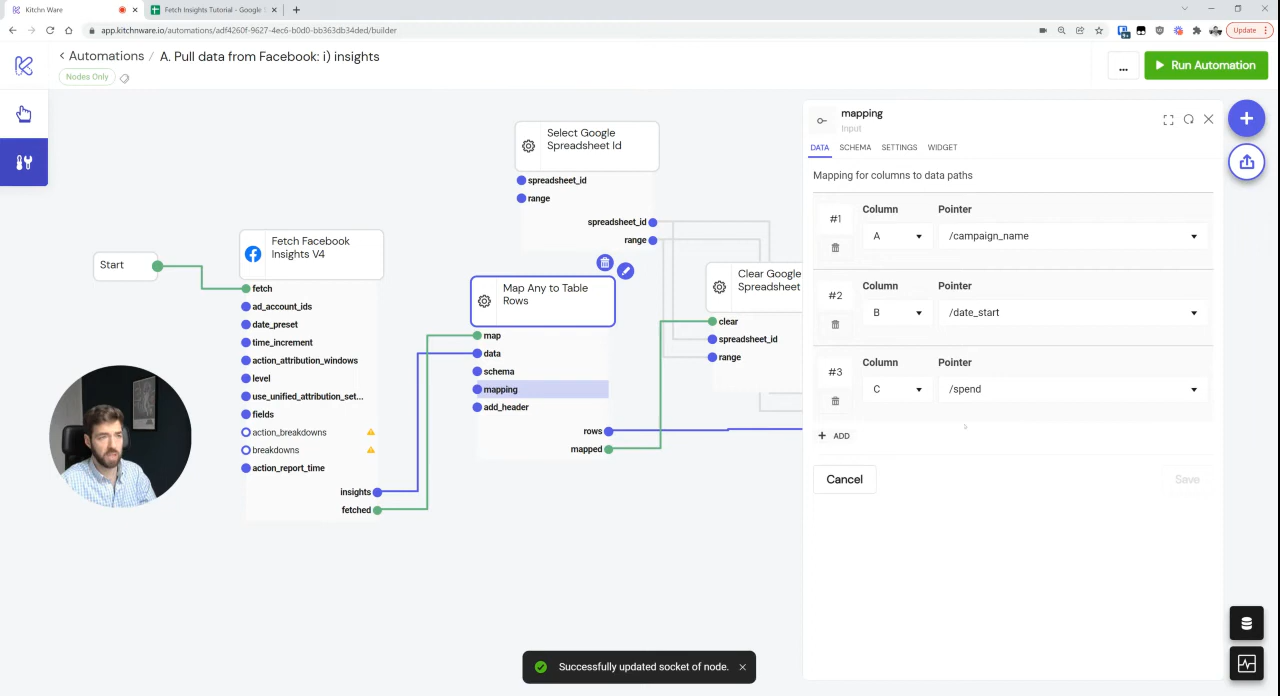 Kitchn Ware
Fetch Insights Tutorial - Google
app.kitchnware.io/automations/adf4260f-9627-4ec6-b0d0-bb363db34ded/builder
Update
< Automations / A. Pull data from Facebook: i) insights
Nodes Only
...
Run Automation
Start
Fetch Facebook
Insights V4
fetch
ad_account_ids
date_preset
time_increment
action_attribution_windows
level
use_unified_attribution_set...
fields
action_breakdowns
breakdowns
action_report_time
insights
fetched
Select Google
Spreadsheet Id
spreadsheet_id
range
spreadsheet_id
range
Map Any to Table
Rows
map
data
schema
mapping
add_header
rows
mapped
Clear Google
Spreadsheet
clear
spreadsheet_id
range
mapping
Input
DATA SCHEMA SETTINGS WIDGET
Mapping for columns to data paths
#1
Column Pointer
A /campaign_name
#2
Column Pointer
B /date_start
#3
Column Pointer
C /spend
+ ADD
Cancel
Save
Successfully updated socket of node.